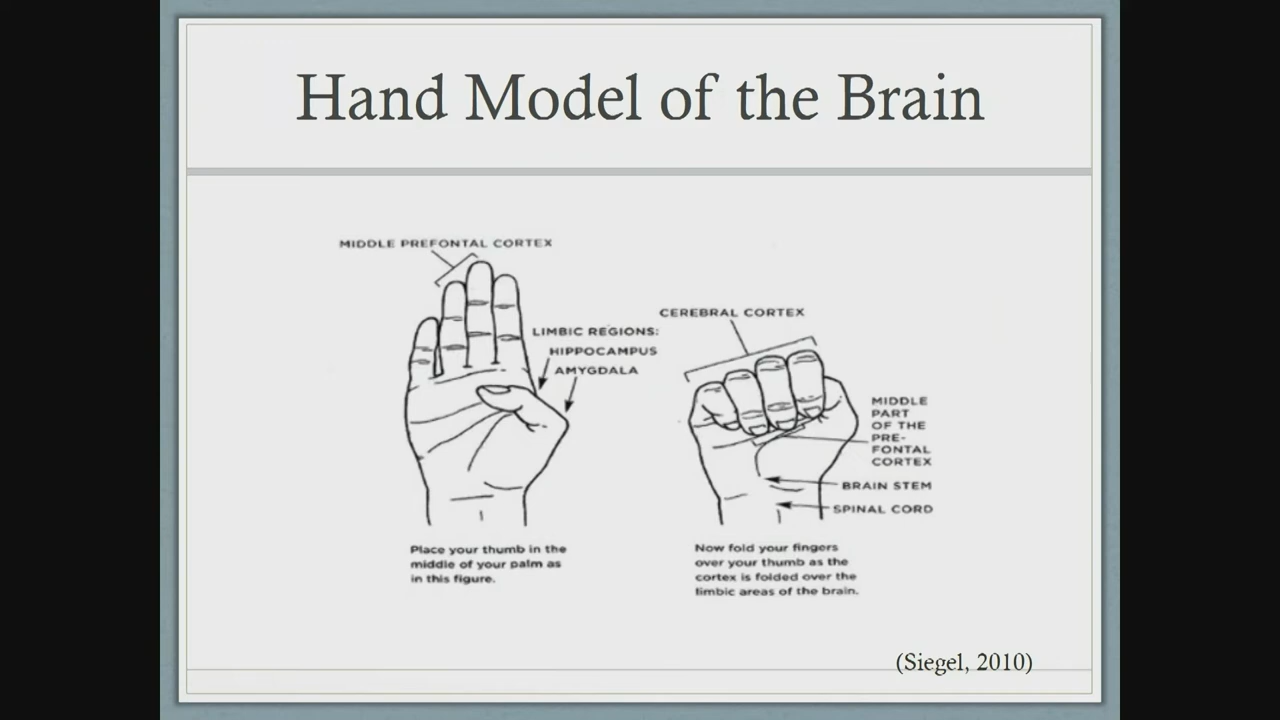 Hand Model of the Brain
MIDDLE PREFONTAL CORTEX
LIMBIC REGIONS:
HIPPOCAMPUS
AMYGDALA
Place your thumb in the
middle of your palm as
in this figure.
CEREBRAL CORTEX
MIDDLE
PART
OF THE
PRE-
FONTAL
CORTEX
BRAIN STEM
SPINAL CORD
Now fold your fingers
over your thumb as the
cortex is folded over the
limbic areas of the brain.
(Siegel, 2010)